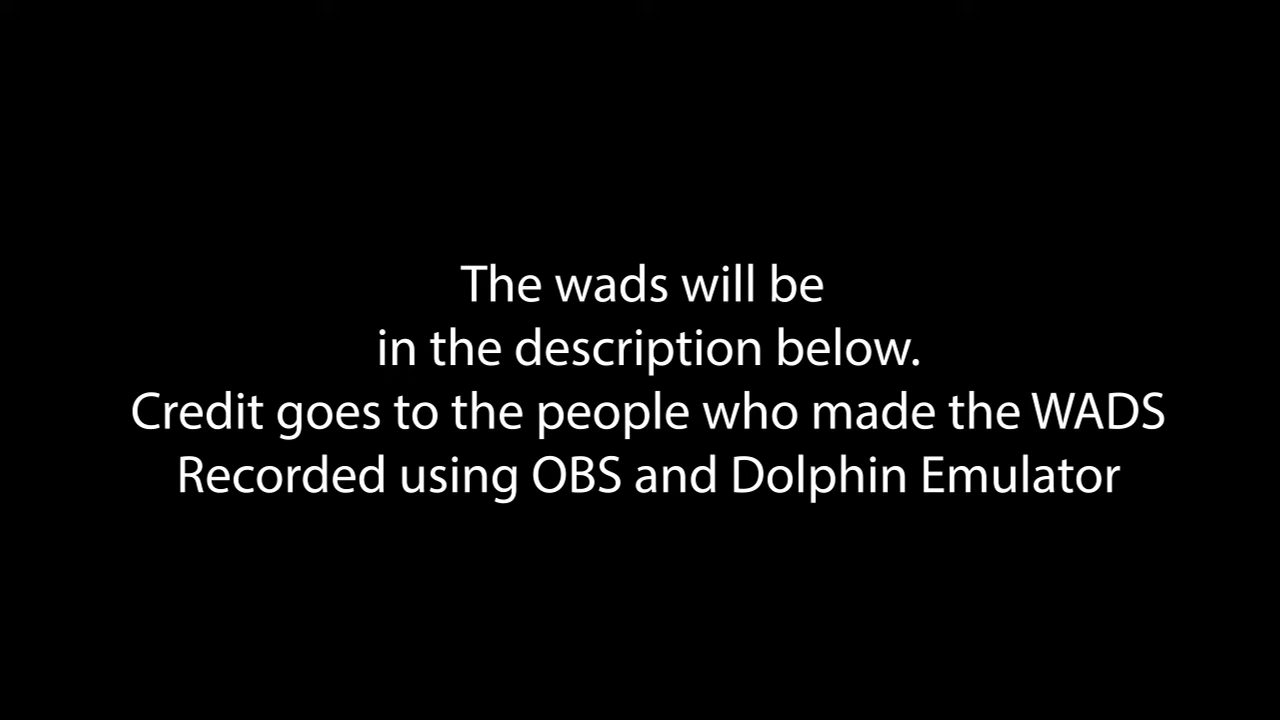 The wads will be
in the description below.
Credit goes to the people who made the WADS
Recorded using OBS and Dolphin Emulator